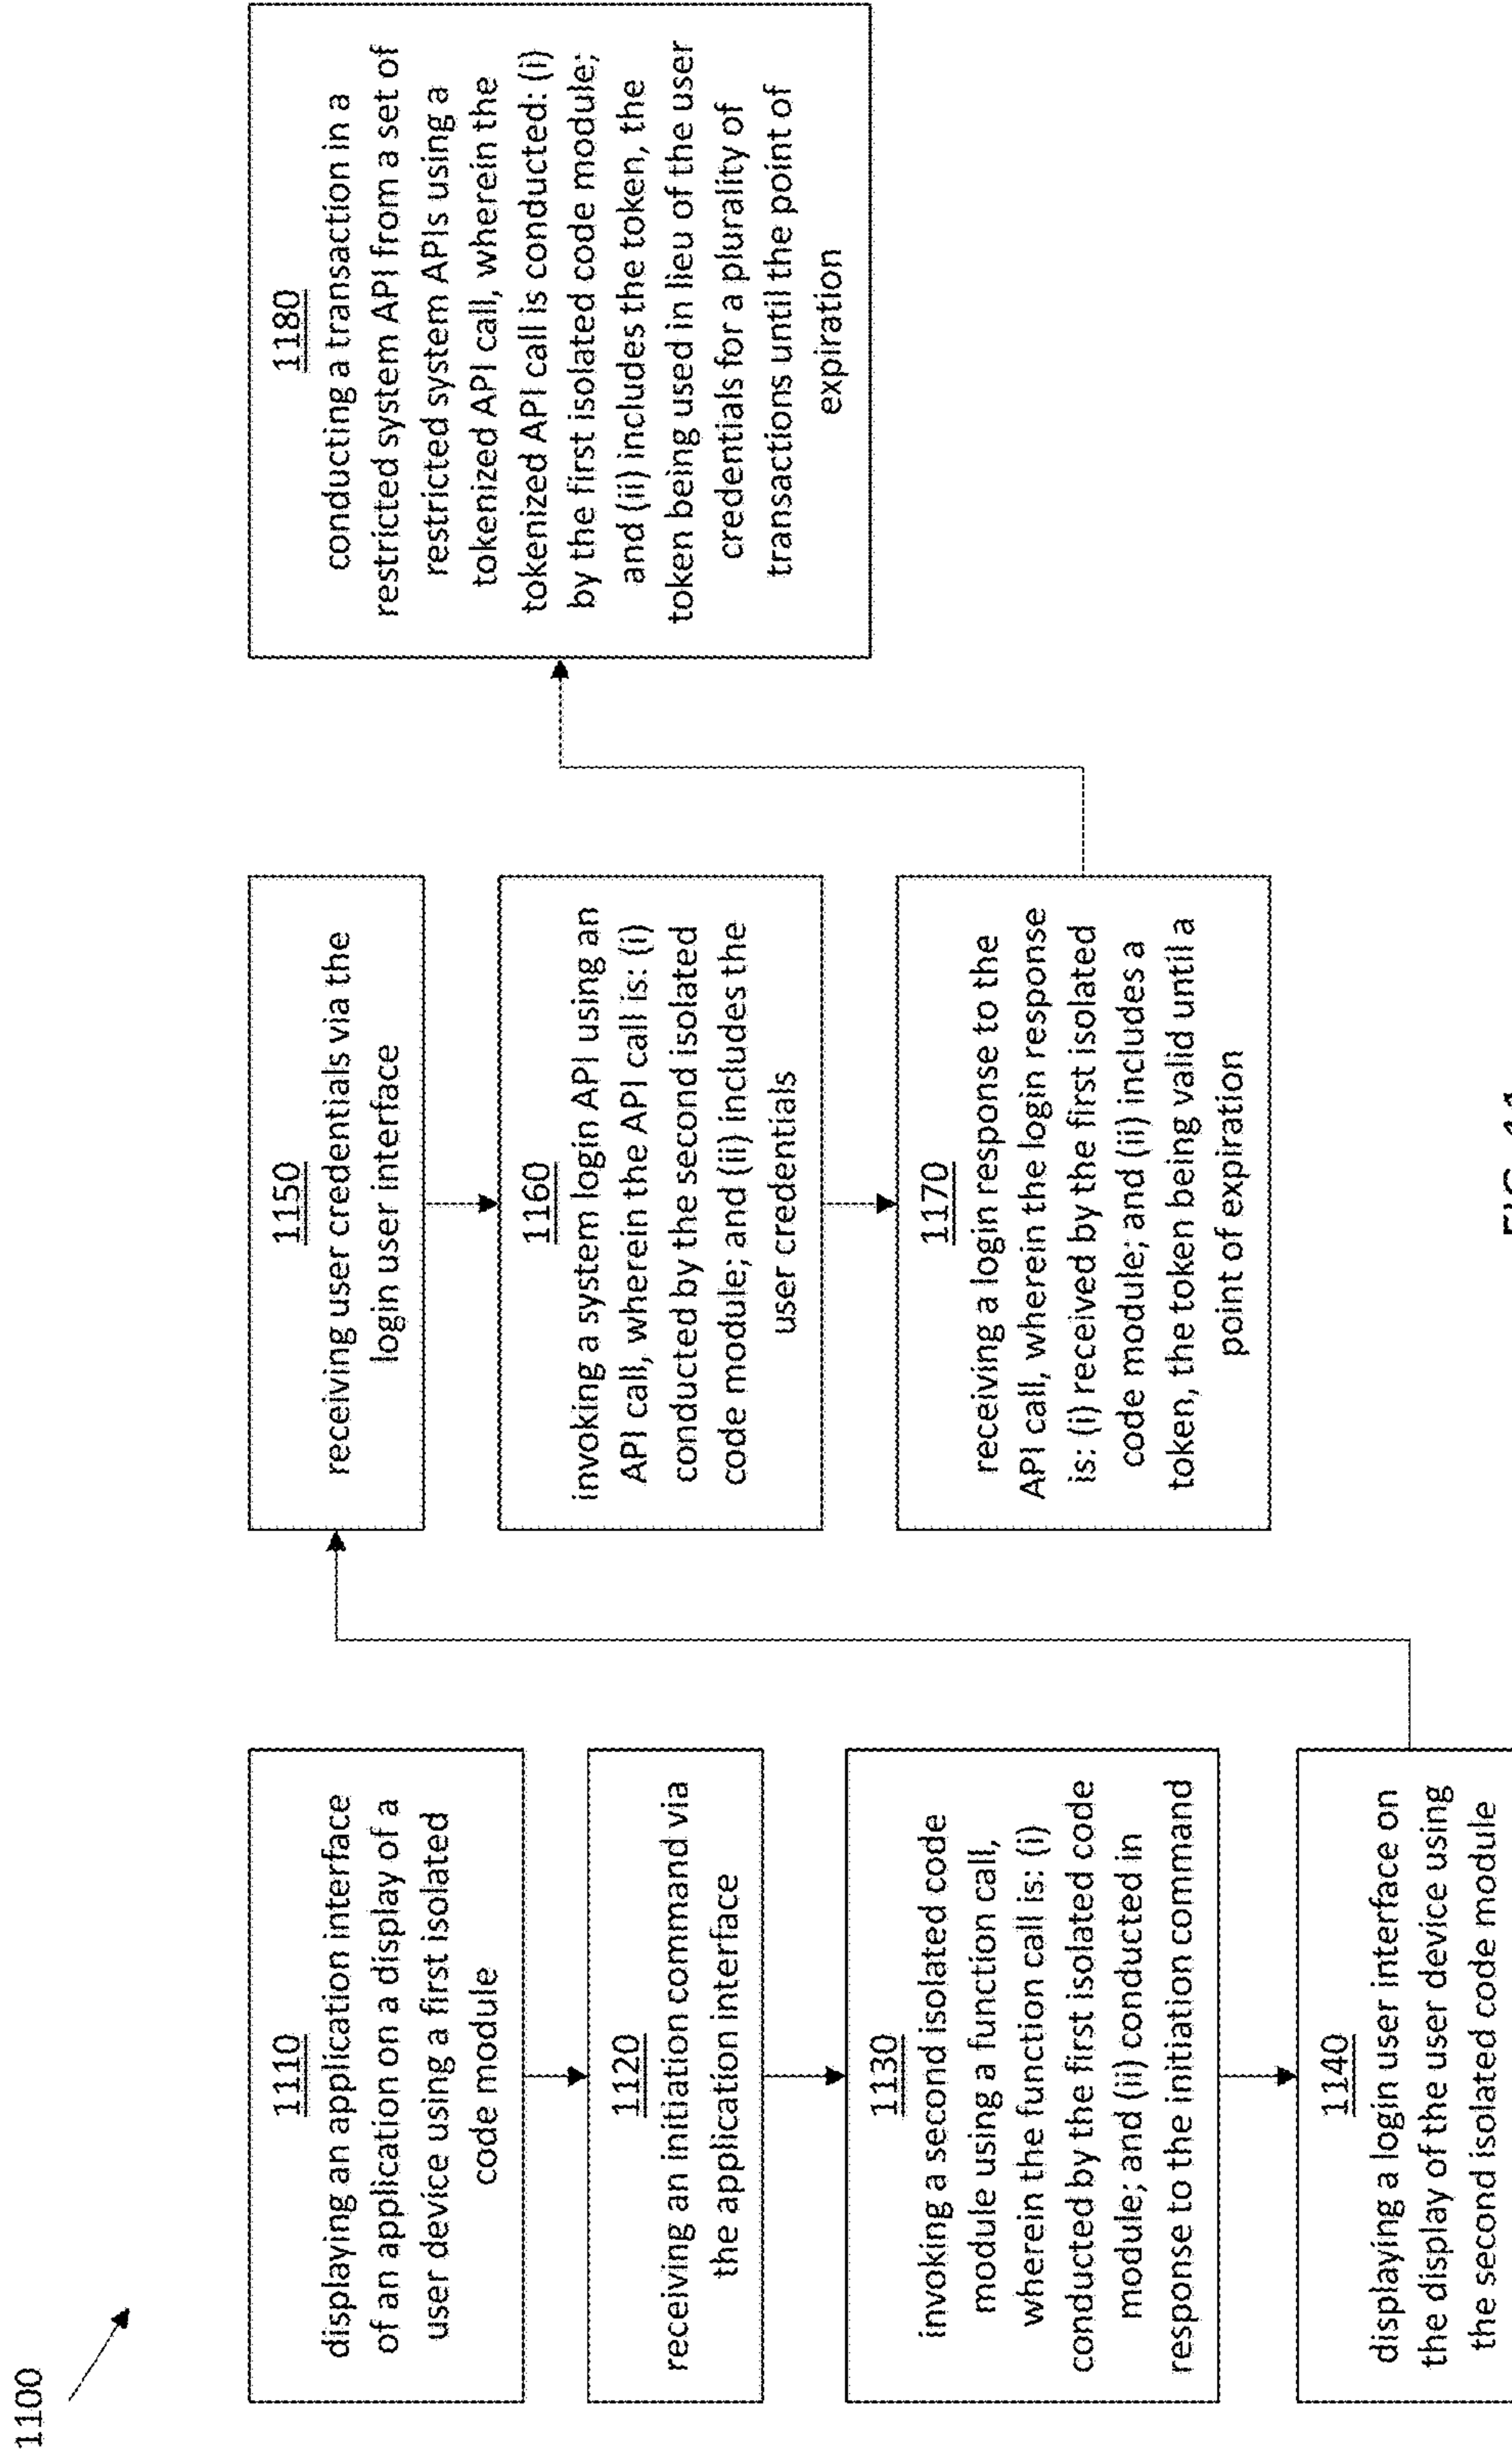 1100
1110
displaying an application interface
of an application on a display of a
user device using a first isolated
code module
1120
receiving an initiation command via
the application interface
1130
invoking a second isolated code
module using a function call,
wherein the function call is: (i)
conducted by the first isolated code
module; and (ii) conducted in
response to the initiation command
1140
displaying a login user interface on
the display of the user device using
the second isolated code module
1150
receiving user credentials via the
login user interface
1160
invoking a system login API using an
API call, wherein the API call is: (i)
conducted by the second isolated
code module; and (ii) includes the
user credentials
1170
receiving a login response to the
API call, wherein the login response
is: (i) received by the first isolated
code module; and (ii) includes a
token, the token being valid until a
point of expiration
1180
conducting a transaction in a
restricted system API from a set of
restricted system APIs using a
tokenized API call, wherein the
tokenized API call is conducted: (i)
by the first isolated code module;
and (ii) includes the token, the
token being used in lieu of the user
credentials for a plurality of
transactions until the point of
expiration